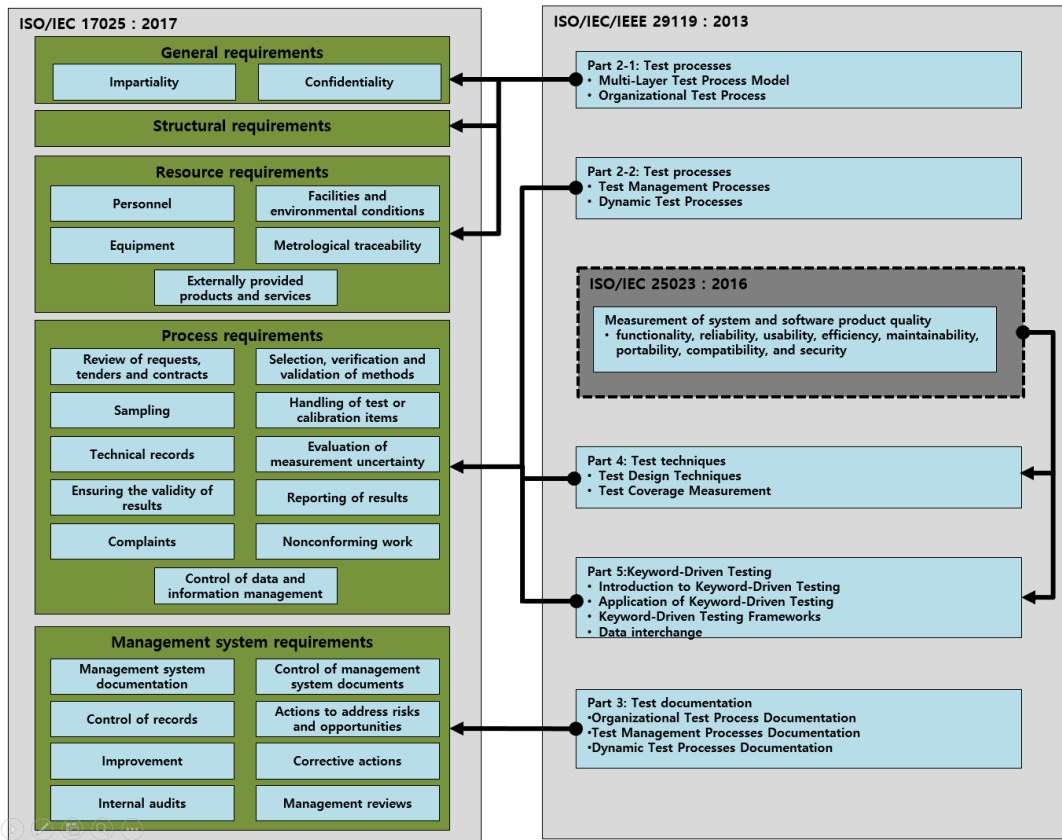 ISO/IEC 17025 : 2017
General requirements
Impartiality
Confidentiality
Structural requirements
Resource requirements
Personnel
Facilities and
environmental conditions
Equipment
Metrological traceability
Externally provided
products and services
Process requirements
Review of requests,
tenders and contracts
Selection, verification and
validation of methods
Sampling
Handling of test or
calibration items
Technical records
Evaluation of
measurement uncertainty
Ensuring the validity of
results
Reporting of results
Complaints
Nonconforming work
Control of data and
information management
Management system requirements
Management system
documentation
Control of management
system documents
Control of records
Actions to address risks
and opportunities
Improvement
Corrective actions
Internal audits
Management reviews
ISO/IEC/IEEE 29119 : 2013
Part 2-1: Test processes
• Multi-Layer Test Process Model
• Organizational Test Process
Part 2-2: Test processes
• Test Management Processes
• Dynamic Test Processes
ISO/IEC 25023 : 2016
Measurement of system and software product quality
• functionality, reliability, usability, efficiency, maintainability,
portability, compatibility, and security
Part 4: Test techniques
• Test Design Techniques
• Test Coverage Measurement
Part 5:Keyword-Driven Testing
• Introduction to Keyword-Driven Testing
• Application of Keyword-Driven Testing
• Keyword-Driven Testing Frameworks
• Data interchange
Part 3: Test documentation
•Organizational Test Process Documentation
•Test Management Processes Documentation
•Dynamic Test Processes Documentation